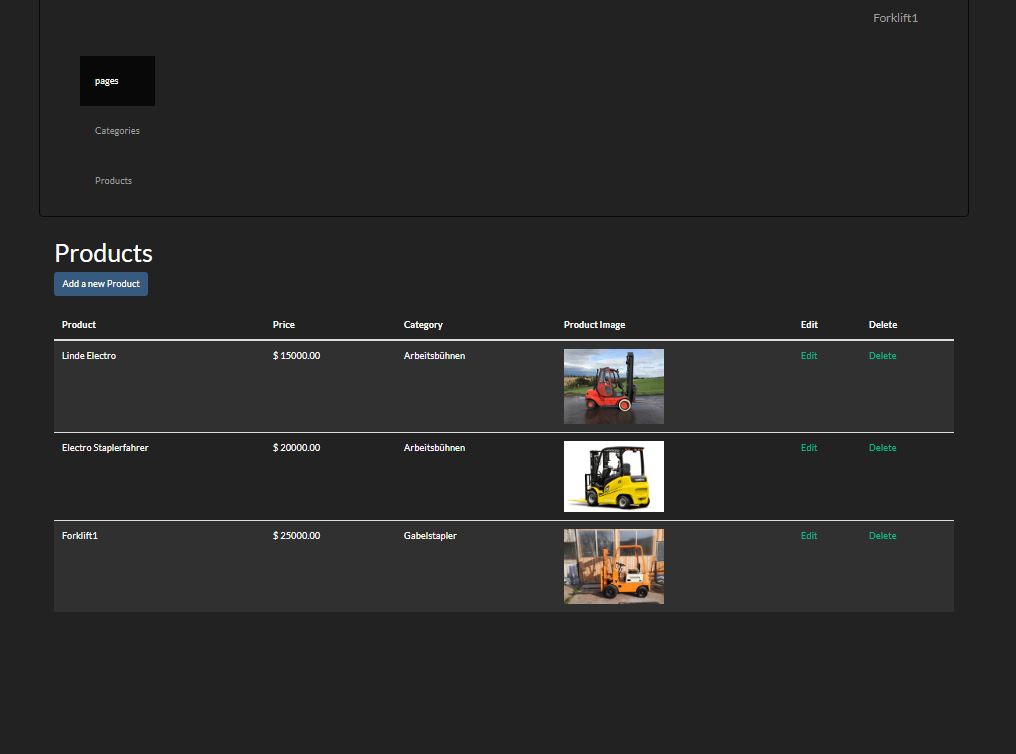 Forklift1
pages
Categories
Products
Products
Add a new Product
Product Price Category Product Image Edit Delete
Linde Electro $ 15000.00 Arbeitsbühnen Edit Delete
Electro Staplerfahrer $ 20000.00 Arbeitsbühnen Edit Delete
Forklift1 $ 25000.00 Gabelstapler Edit Delete